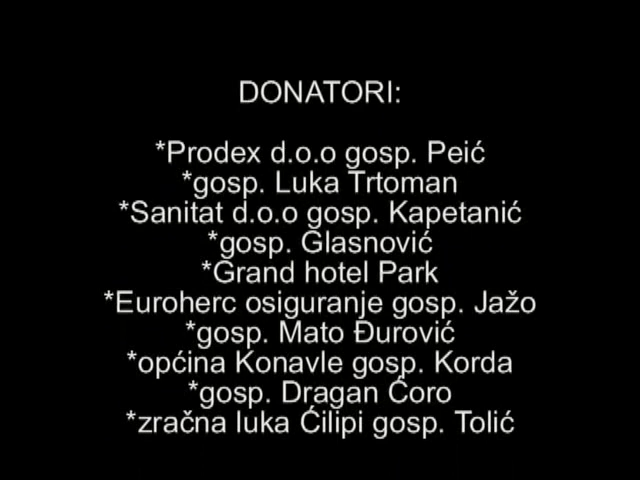 DONATORI:
*Prodex d.o.o gosp. Peić
*gosp. Luka Trtoman
*Sanitat d.o.o gosp. Kapetanić
*gosp. Glasnović
*Grand hotel Park
*Euroherc osiguranje gosp. Jažo
*gosp. Mato Đurović
*općina Konavle gosp. Korda
*gosp. Dragan Ćoro
*zračna luka Ćilipi gosp. Tolić